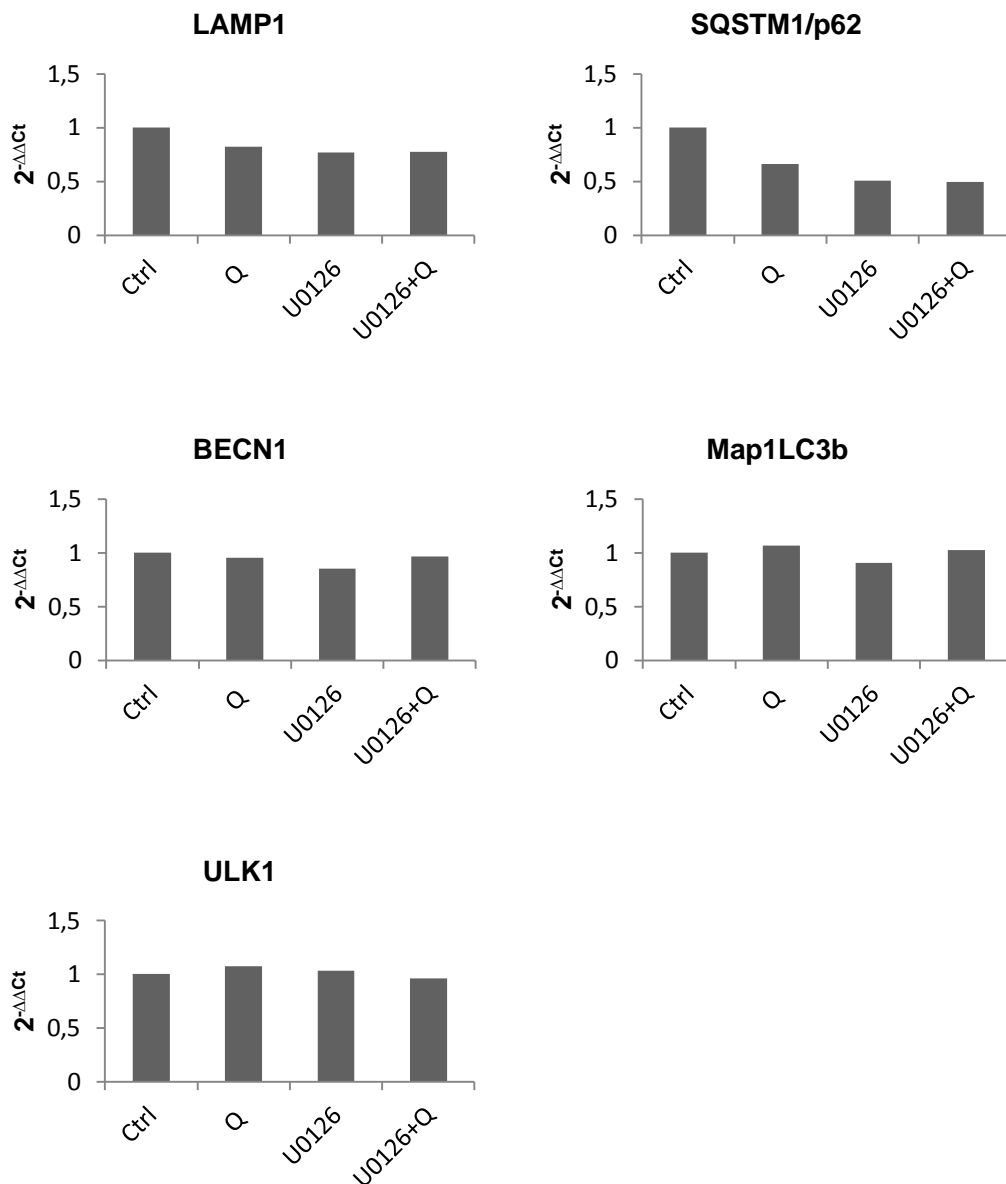 LAMP1
1,5
1
0,5
0
2-ΔΔCt
Ctrl
Q
U0126
U0126+Q
SQSTM1/p62
1,5
1
0,5
0
2-ΔΔCt
Ctrl
Q
U0126
U0126+Q
BECN1
1,5
1
0,5
0
2-ΔΔCt
Ctrl
Q
U0126
U0126+Q
Map1LC3b
1,5
1
0,5
0
2-ΔΔCt
Ctrl
Q
U0126
U0126+Q
ULK1
1,5
1
0,5
0
2-ΔΔCt
Ctrl
Q
U0126
U0126+Q